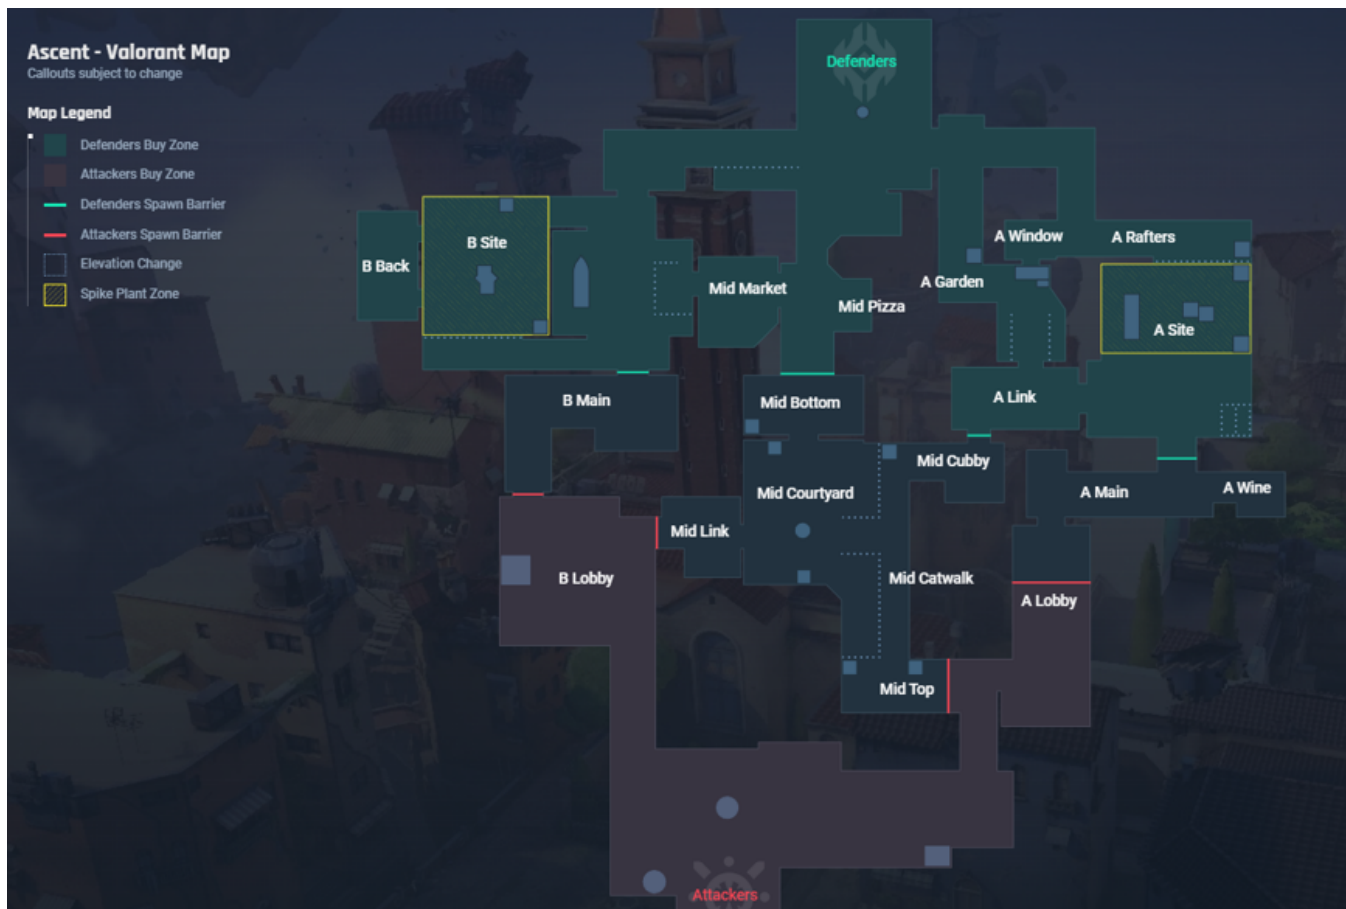 Ascent - Valorant Map
Callouts subject to change
Map Legend
Defenders Buy Zone
Attackers Buy Zone
Defenders Spawn Barrier
Attackers Spawn Barrier
Elevation Change
Spike Plant Zone
Defenders
B Site
A Window
A Rafters
B Back
A Garden
Mid Market
Mid Pizza
A Site
B Main
Mid Bottom
A Link
Mid Cubby
Mid Courtyard
A Main
A Wine
Mid Link
B Lobby
Mid Catwalk
A Lobby
Mid Top
Attackers